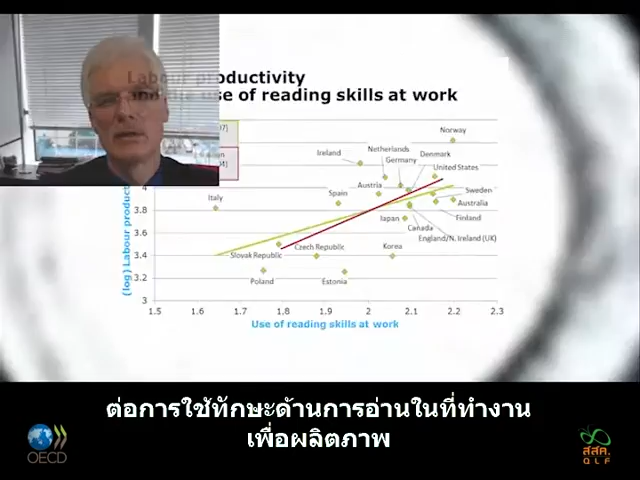 Labour productivity
and the use of reading skills at work
Norway
Netherlands
Ireland
Germany
Denmark
United States
Austria
Spain
Sweden
Italy
Australia
Japan
Finland
Canada
England/N. Ireland (UK)
Czech Republic
Korea
Slovak Republic
Poland
Estonia
4
3.8
3.6
3.4
3.2
3
1.5 1.6 1.7 1.8 1.9 2 2.1 2.2 2.3
(log) Labour produc
Use of reading skills at work
ต่อการใช้ทักษะด้านการอ่านในที่ทำงาน
เพื่อผลิตภาพ
OECD
สสค.
QLF